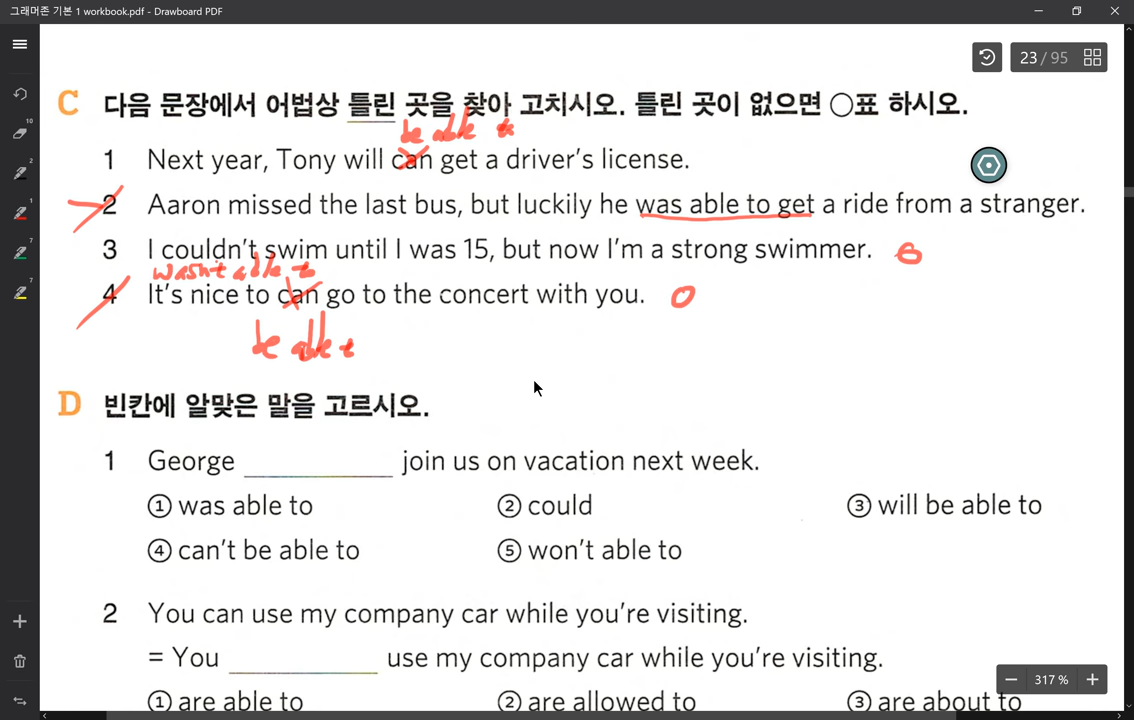 그래머존 기본 1 workbook.pdf - Drawboard PDF
23 / 95
C 다음 문장에서 어법상 틀린 곳을 찾아 고치시오. 틀린 곳이 없으면 ○표 하시오.
be able to
1 Next year, Tony will can get a driver's license.
2 Aaron missed the last bus, but luckily he was able to get a ride from a stranger.
3 I couldn't swim until I was 15, but now I'm a strong swimmer. O
wasn't able to
4 It's nice to can go to the concert with you. O
be able t
D 빈칸에 알맞은 말을 고르시오.
1 George ____________ join us on vacation next week.
① was able to ② could ③ will be able to
④ can't be able to ⑤ won't able to
2 You can use my company car while you're visiting.
= You ____________ use my company car while you're visiting.
① are able to ② are allowed to ③ are about to
317 %
10
2
1
7
7